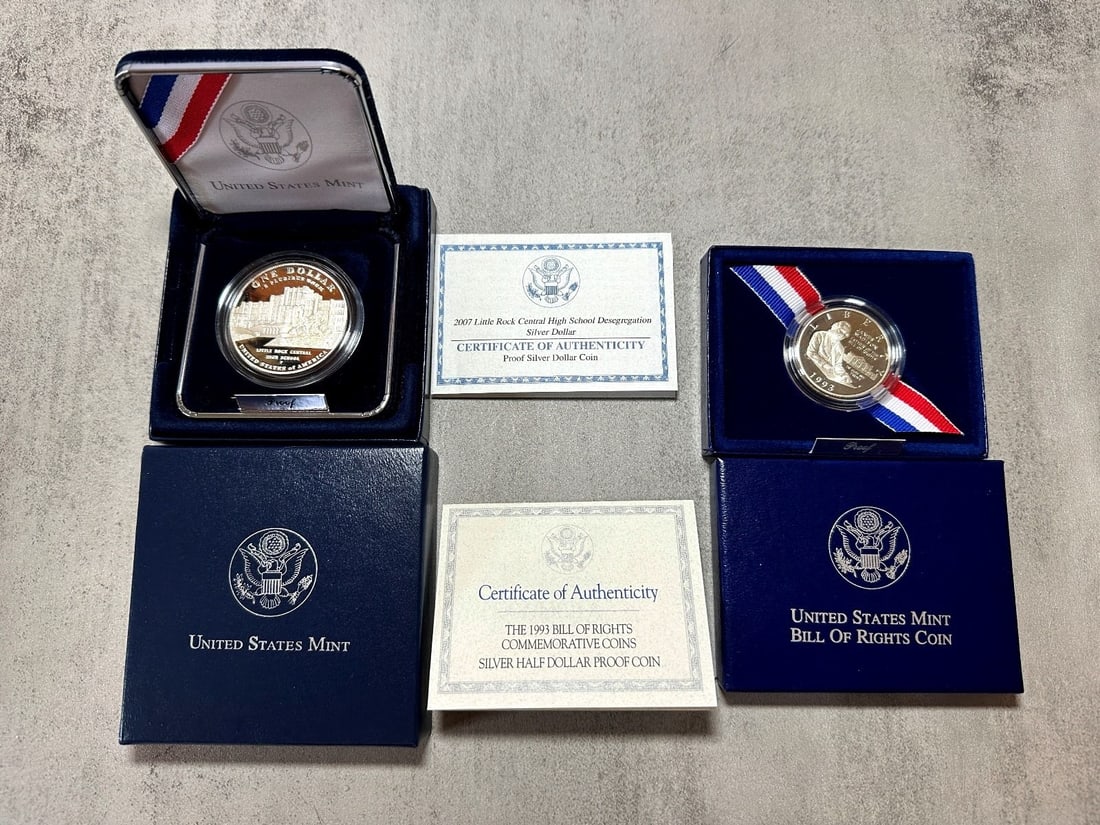 UNITED STATES MINT
ONE DOLLAR
E PLURIBUS UNUM
LITTLE ROCK CENTRAL
HIGH SCHOOL
P
UNITED STATES of AMERICA
Proof
UNITED STATES MINT
2007 Little Rock Central High School Desegregation
Silver Dollar
CERTIFICATE OF AUTHENTICITY
Proof Silver Dollar Coin
Certificate of Authenticity
THE 1993 BILL OF RIGHTS
COMMEMORATIVE COINS
SILVER HALF DOLLAR PROOF COIN
LIBER
1993
Proof
UNITED STATES MINT
BILL OF RIGHTS COIN